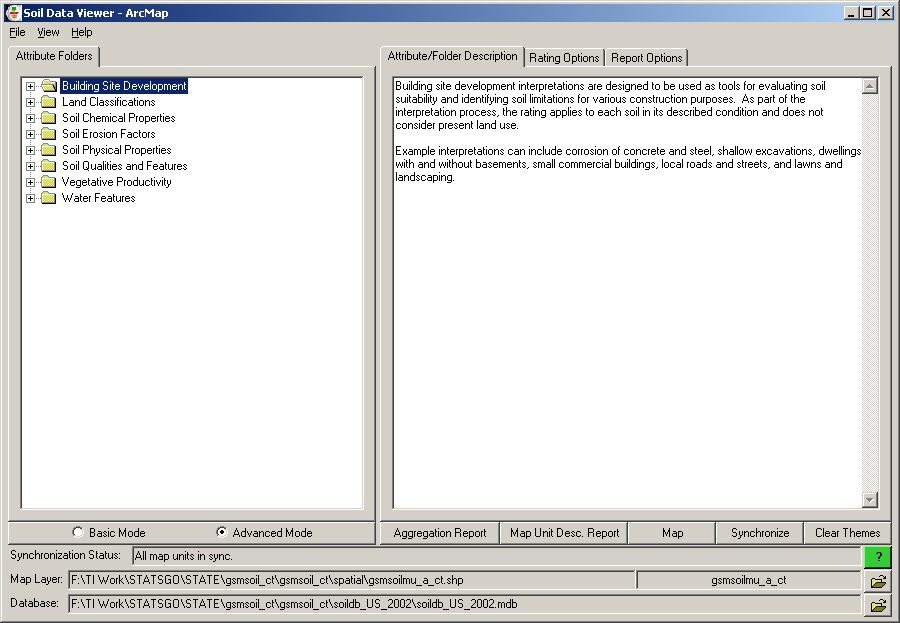 Soil Data Viewer - ArcMap
File View Help
Attribute Folders
Building Site Development
Land Classifications
Soil Chemical Properties
Soil Erosion Factors
Soil Physical Properties
Soil Qualities and Features
Vegetative Productivity
Water Features
Basic Mode Advanced Mode
Attribute/Folder Description Rating Options Report Options
Building site development interpretations are designed to be used as tools for evaluating soil
suitability and identifying soil limitations for various construction purposes.  As part of the
interpretation process, the rating applies to each soil in its described condition and does not
consider present land use.
Example interpretations can include corrosion of concrete and steel, shallow excavations, dwellings
with and without basements, small commercial buildings, local roads and streets, and lawns and
landscaping.
Aggregation Report Map Unit Desc. Report Map Synchronize Clear Themes
Synchronization Status: All map units in sync. ?
Map Layer: F:\TI Work\STATSGO\STATE\gsmsoil_ct\gsmsoil_ct\spatial\gsmsoilmu_a_ct.shp gsmsoilmu_a_ct
Database: F:\TI Work\STATSGO\STATE\gsmsoil_ct\gsmsoil_ct\soildb_US_2002\soildb_US_2002.mdb